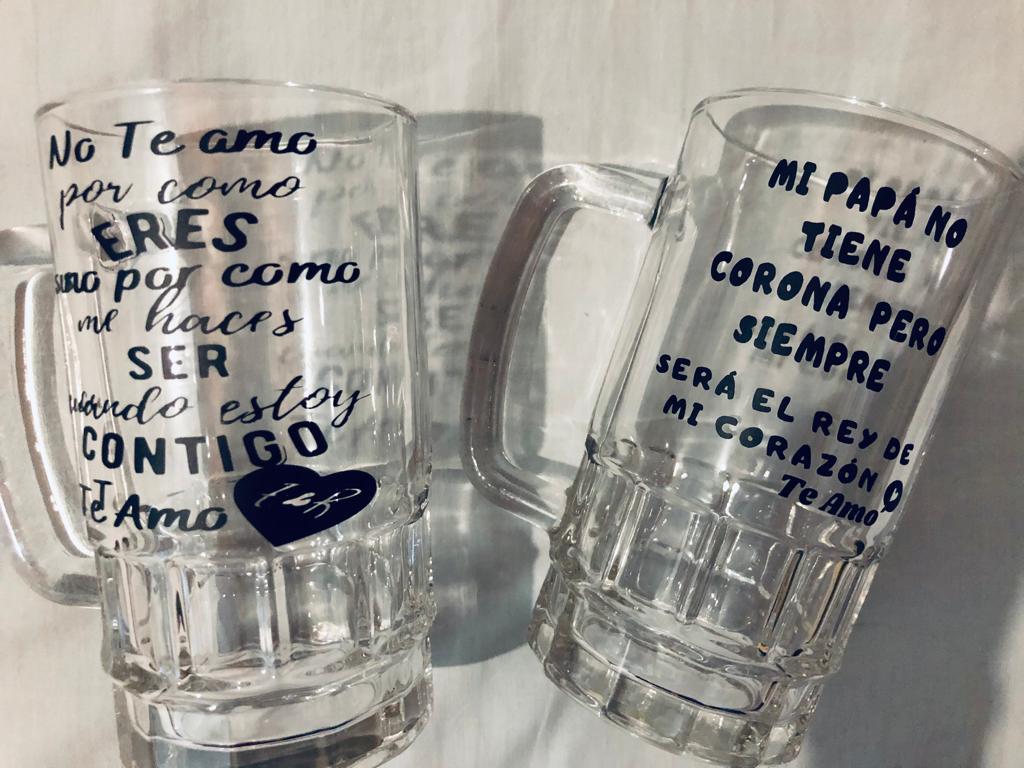 No Te amo
por como
ERES
sino por como
me haces
SER
cuando estoy
CONTIGO
Te Amo
MI PAPÁ NO
TIENE
CORONA PERO
SIEMPRE
SERÁ EL REY DE
MI CORAZÓN
Te Amo